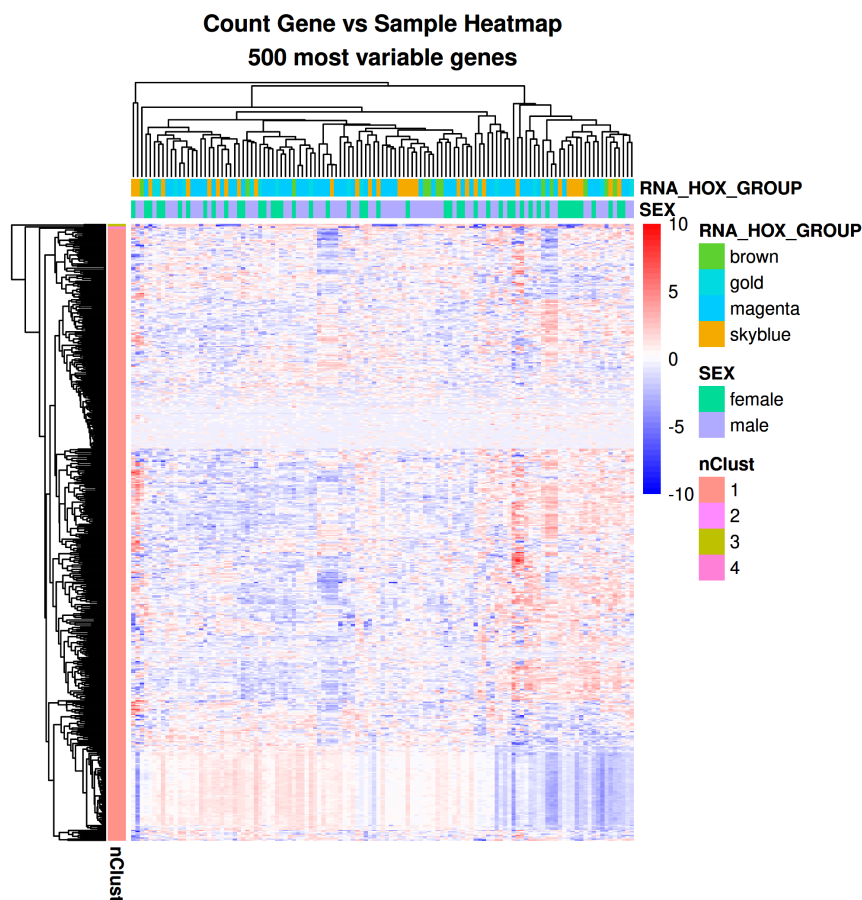 Count Gene vs Sample Heatmap
500 most variable genes
RNA_HOX_GROUP
SEX
10
5
0
-5
-10
RNA_HOX_GROUP
brown
gold
magenta
skyblue
SEX
female
male
nClust
1
2
3
4
nClust